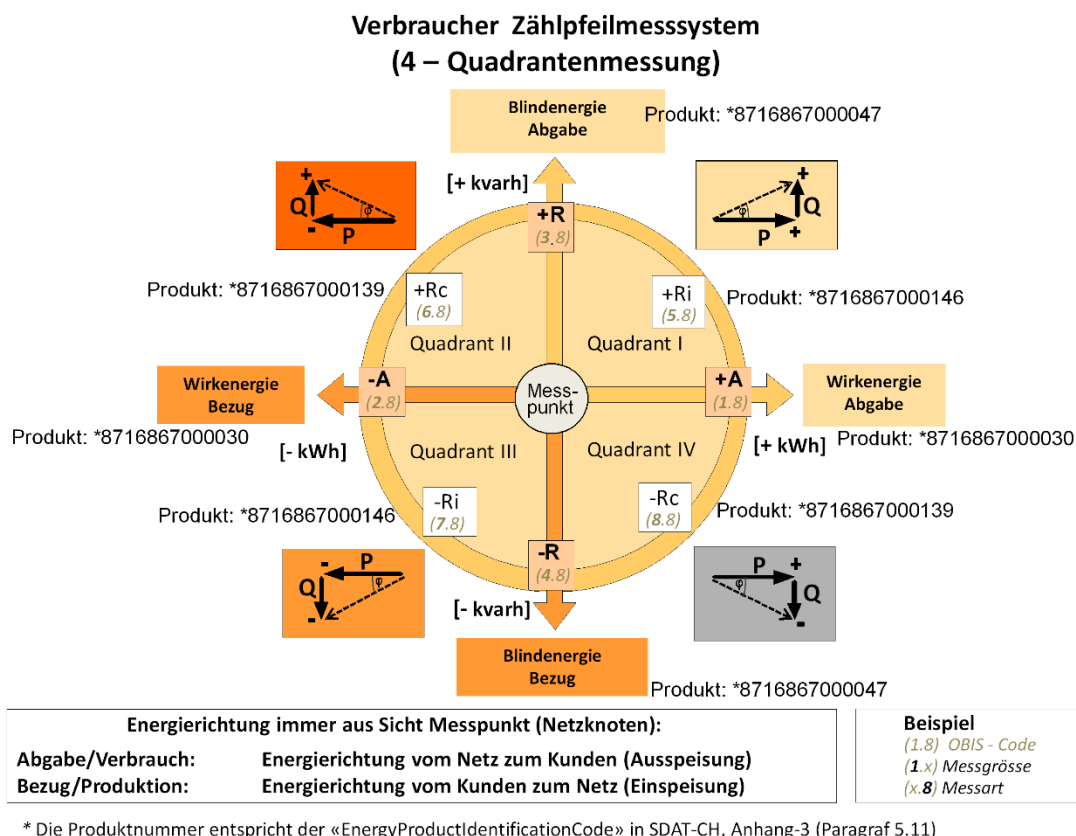 Verbraucher Zählpfeilmesssystem
(4 – Quadrantenmessung)
Blindenergie
Abgabe
Produkt: *8716867000047
[+ kvarh]
+
Q
φ
-
P
+
Q
φ
P
+
+R
(3.8)
Produkt: *8716867000139
+Rc
(6.8)
+Ri
(5.8)
Produkt: *8716867000146
Quadrant II
Quadrant I
Wirkenergie
Bezug
-A
(2.8)
Mess-
punkt
+A
(1.8)
Wirkenergie
Abgabe
Produkt: *8716867000030
[- kWh]
[+ kWh]
Produkt: *8716867000030
Quadrant III
Quadrant IV
Produkt: *8716867000146
-Ri
(7.8)
-Rc
(8.8)
Produkt: *8716867000139
-R
(4.8)
-
P
φ
Q
-
P
+
φ
Q
-
[- kvarh]
Blindenergie
Bezug
Produkt: *8716867000047
Energierichtung immer aus Sicht Messpunkt (Netzknoten):
Abgabe/Verbrauch: Energierichtung vom Netz zum Kunden (Ausspeisung)
Bezug/Produktion: Energierichtung vom Kunden zum Netz (Einspeisung)
Beispiel
(1.8) OBIS - Code
(1.x) Messgrösse
(x.8) Messart
* Die Produktnummer entspricht der «EnergyProductIdentificationCode» in SDAT-CH, Anhang-3 (Paragraf 5.11)